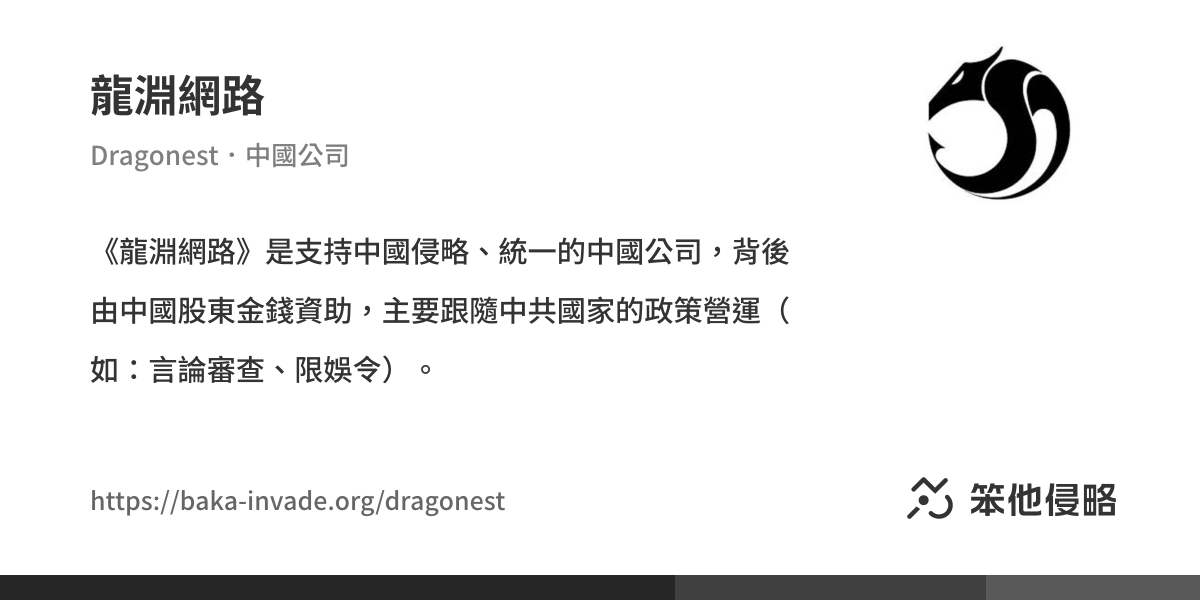 龍淵網路
Dragonest・中國公司
《龍淵網路》是支持中國侵略、統一的中國公司，背後
由中國股東金錢資助，主要跟隨中共國家的政策營運（
如：言論審查、限娛令）。
https://baka-invade.org/dragonest
笨他侵略